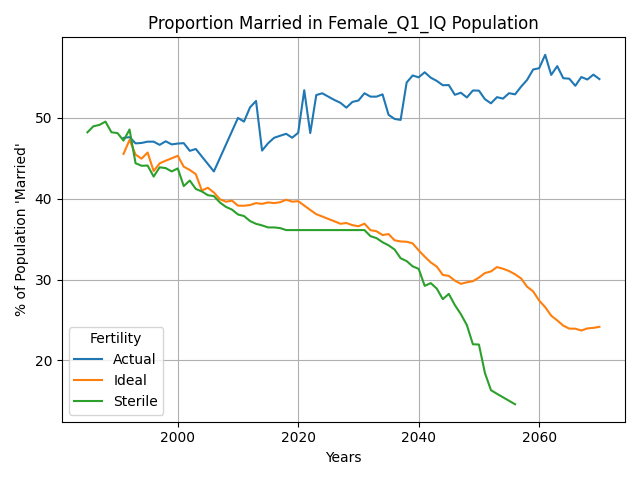 Proportion Married in Female_Q1_IQ Population
% of Population 'Married'
50
40
30
20
Fertility
Actual
Ideal
Sterile
2000
2020
2040
2060
Years